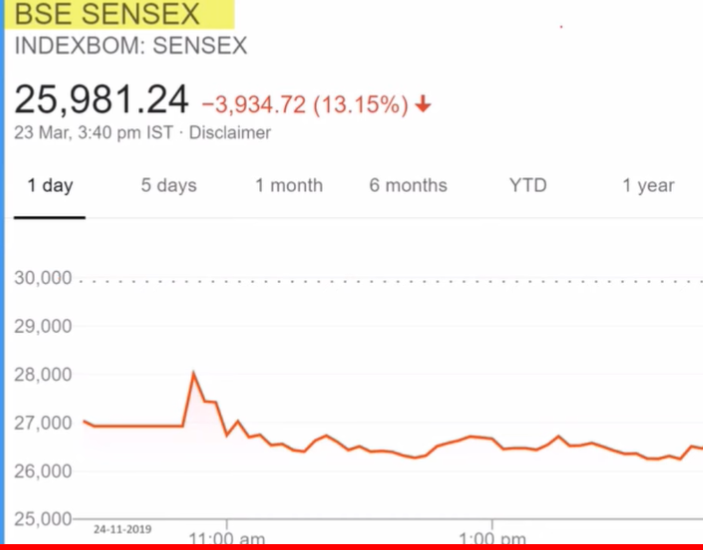 BSE SENSEX
INDEXBOM: SENSEX
25,981.24 −3,934.72 (13.15%)
23 Mar, 3:40 pm IST · Disclaimer
1 day 5 days 1 month 6 months YTD 1 year
30,000
29,000
28,000
27,000
26,000
25,000
24-11-2019
11:00 am 1:00 pm